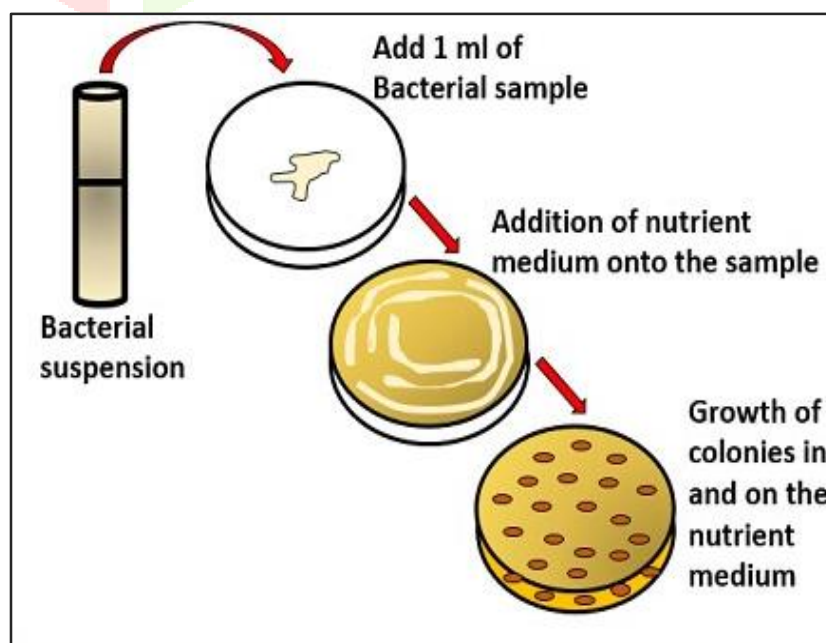 Add 1 ml of
Bacterial sample
Addition of nutrient
medium onto the sample
Bacterial
suspension
Growth of
colonies in
and on the
nutrient
medium